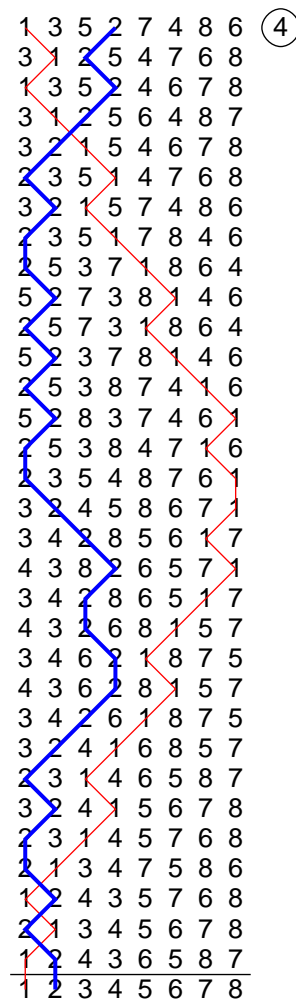 1 3 5 2 7 4 8 6 4
3 1 2 5 4 7 6 8
1 3 5 2 4 6 7 8
3 1 2 5 6 4 8 7
3 2 1 5 4 6 7 8
2 3 5 1 4 7 6 8
3 2 1 5 7 4 8 6
2 3 5 1 7 8 4 6
2 5 3 7 1 8 6 4
5 2 7 3 8 1 4 6
2 5 7 3 1 8 6 4
5 2 3 7 8 1 4 6
2 5 3 8 7 4 1 6
5 2 8 3 7 4 6 1
2 5 3 8 4 7 1 6
2 3 5 4 8 7 6 1
3 2 4 5 8 6 7 1
3 4 2 8 5 6 1 7
4 3 8 2 6 5 7 1
3 4 2 8 6 5 1 7
4 3 2 6 8 1 5 7
3 4 6 2 1 8 7 5
4 3 6 2 8 1 5 7
3 4 2 6 1 8 7 5
3 2 4 1 6 8 5 7
2 3 1 4 6 5 8 7
3 2 4 1 5 6 7 8
2 3 1 4 5 7 6 8
2 1 3 4 7 5 8 6
1 2 4 3 5 7 6 8
2 1 3 4 5 6 7 8
1 2 4 3 6 5 8 7
1 2 3 4 5 6 7 8